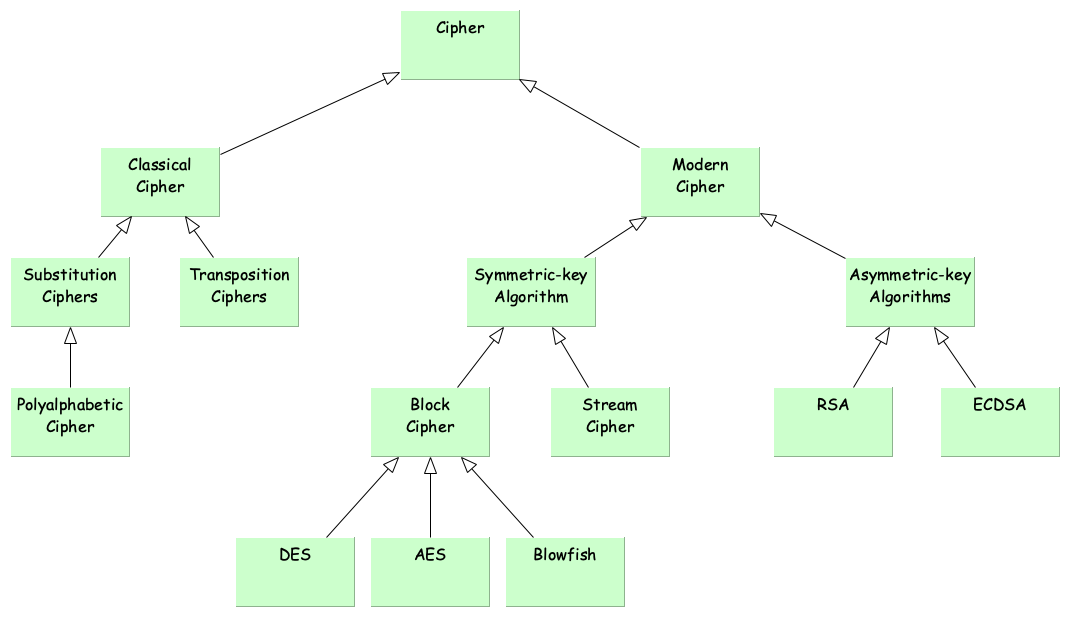 Cipher
Classical
Cipher
Modern
Cipher
Substitution
Ciphers
Transposition
Ciphers
Symmetric-key
Algorithm
Asymmetric-key
Algorithms
Polyalphabetic
Cipher
Block
Cipher
Stream
Cipher
RSA
ECDSA
DES
AES
Blowfish